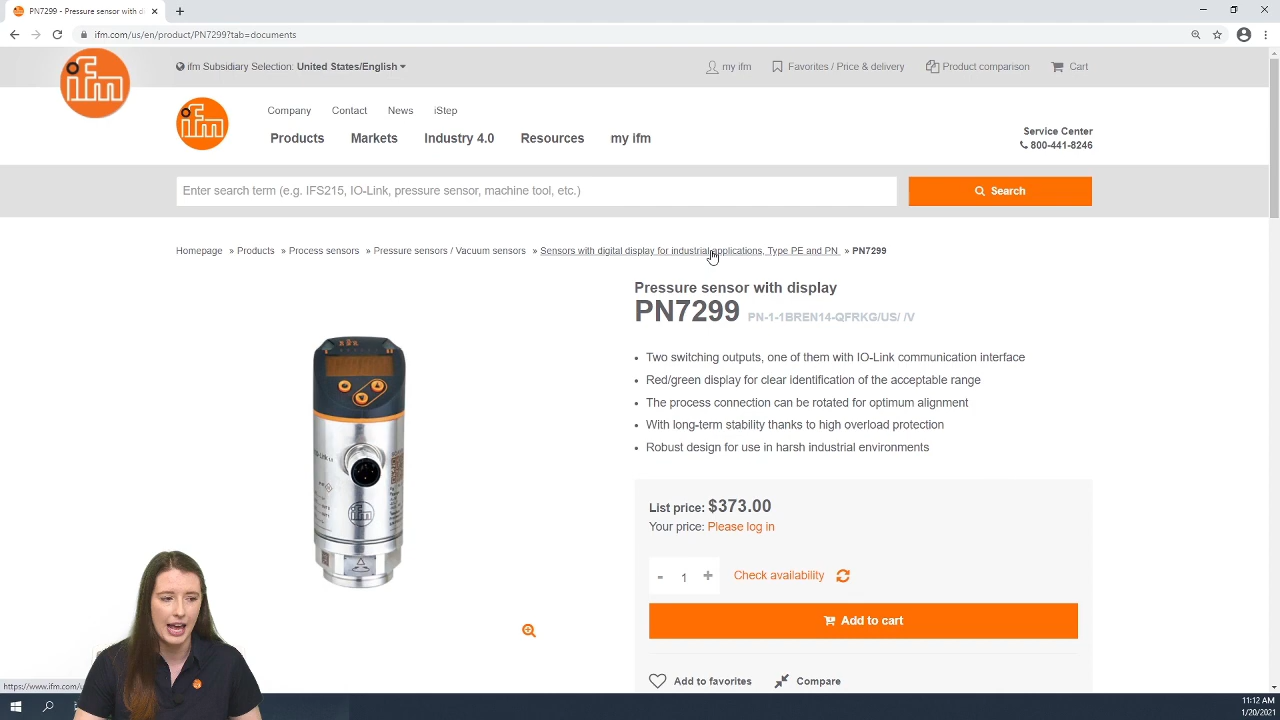 PN7299 - Pressure sensor with di
ifm.com/us/en/product/PN7299?tab=documents
ifm
ifm Subsidiary Selection: United States/English
my ifm
Favorites / Price & delivery
Product comparison
Cart
ifm
Company Contact News iStep
Products Markets Industry 4.0 Resources my ifm
Service Center
800-441-8246
Enter search term (e.g. IFS215, IO-Link, pressure sensor, machine tool, etc.)
Search
Homepage » Products » Process sensors » Pressure sensors / Vacuum sensors » Sensors with digital display for industrial applications, Type PE and PN » PN7299
Pressure sensor with display
PN7299 PN-1-1BREN14-QFRKG/US/ /V
• Two switching outputs, one of them with IO-Link communication interface
• Red/green display for clear identification of the acceptable range
• The process connection can be rotated for optimum alignment
• With long-term stability thanks to high overload protection
• Robust design for use in harsh industrial environments
List price: $373.00
Your price: Please log in
- 1 + Check availability
Add to cart
Add to favorites
Compare
https://www.ifm.com/u
11:12 AM
1/20/2021